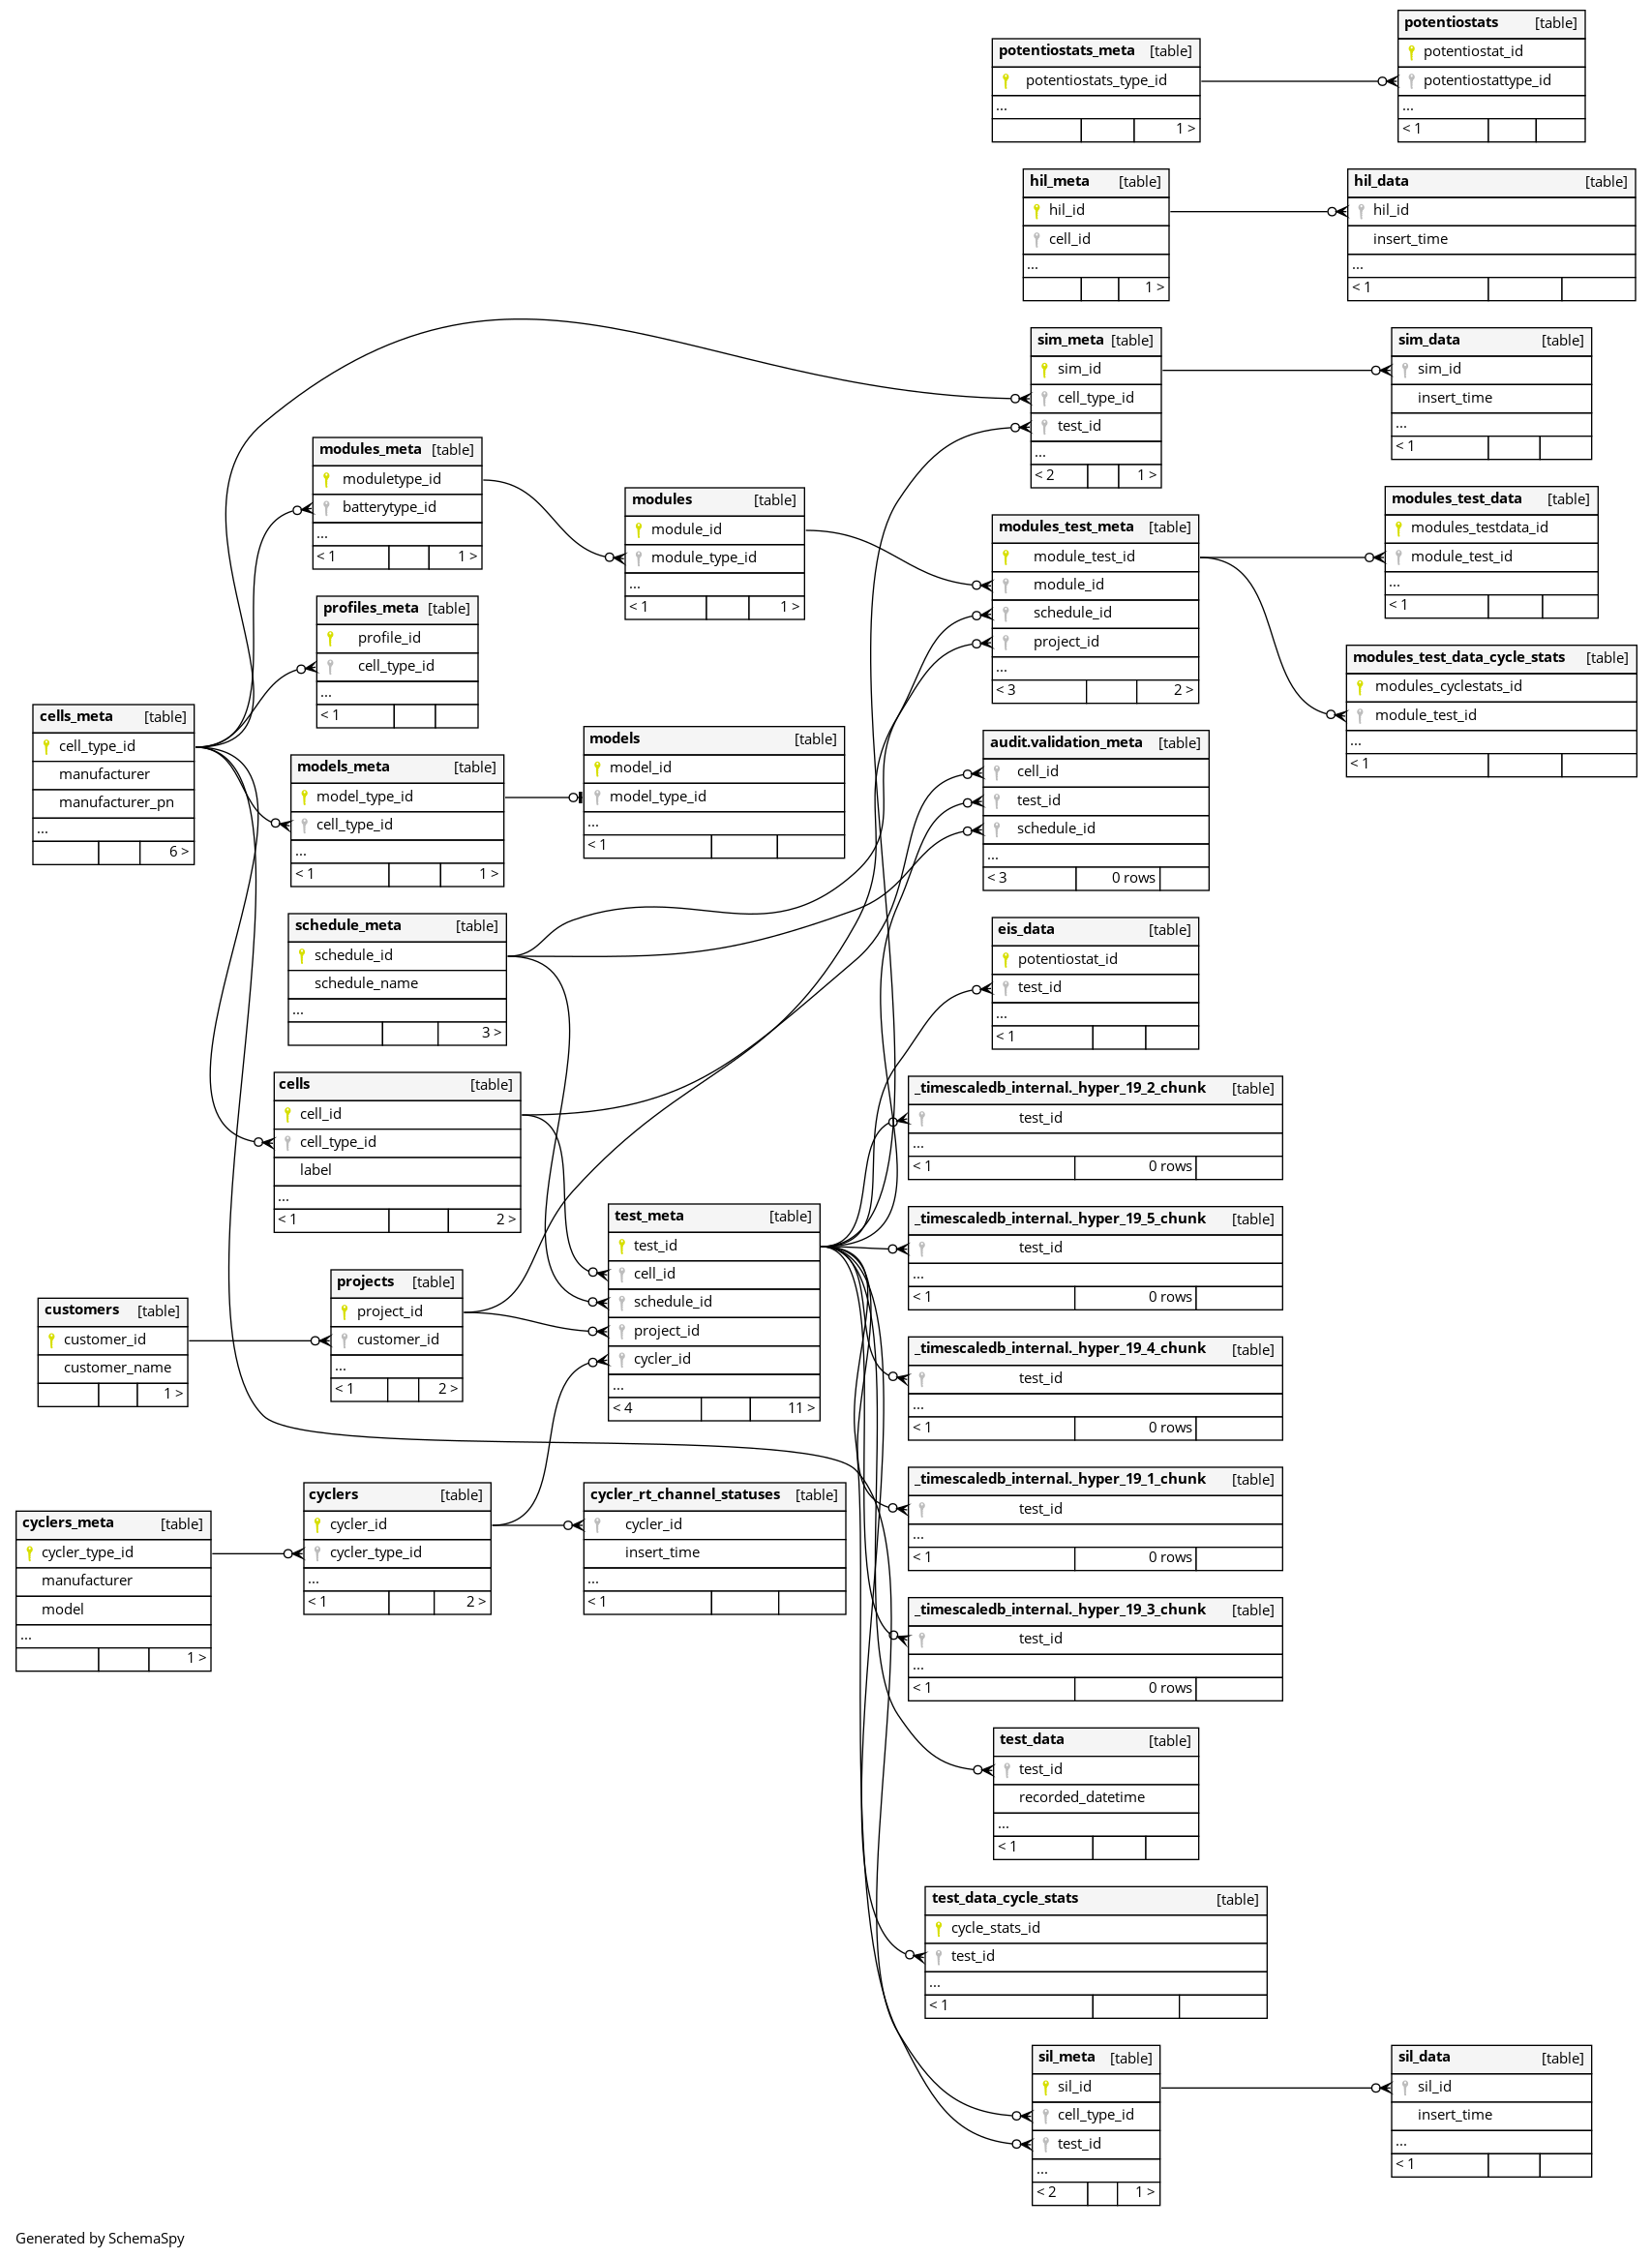 potentiostats [table]
potentiostat_id
potentiostattype_id
...
< 1
potentiostats_meta [table]
potentiostats_type_id
...
1 >
hil_meta [table]
hil_id
cell_id
...
1 >
hil_data [table]
hil_id
insert_time
...
< 1
sim_meta [table]
sim_id
cell_type_id
test_id
...
< 2 1 >
sim_data [table]
sim_id
insert_time
...
< 1
modules_meta [table]
moduletype_id
batterytype_id
...
< 1 1 >
modules [table]
module_id
module_type_id
...
< 1 1 >
modules_test_meta [table]
module_test_id
module_id
schedule_id
project_id
...
< 3 2 >
modules_test_data [table]
modules_testdata_id
module_test_id
...
< 1
profiles_meta [table]
profile_id
cell_type_id
...
< 1
modules_test_data_cycle_stats [table]
modules_cyclestats_id
module_test_id
...
< 1
cells_meta [table]
cell_type_id
manufacturer
manufacturer_pn
...
6 >
models_meta [table]
model_type_id
cell_type_id
...
< 1 1 >
models [table]
model_id
model_type_id
...
< 1
audit.validation_meta [table]
cell_id
test_id
schedule_id
...
< 3 0 rows
schedule_meta [table]
schedule_id
schedule_name
...
3 >
eis_data [table]
potentiostat_id
test_id
...
< 1
cells [table]
cell_id
cell_type_id
label
...
< 1 2 >
_timescaledb_internal._hyper_19_2_chunk [table]
test_id
...
< 1 0 rows
test_meta [table]
test_id
cell_id
schedule_id
project_id
cycler_id
...
< 4 11 >
_timescaledb_internal._hyper_19_5_chunk [table]
test_id
...
< 1 0 rows
customers [table]
customer_id
customer_name
1 >
projects [table]
project_id
customer_id
...
< 1 2 >
_timescaledb_internal._hyper_19_4_chunk [table]
test_id
...
< 1 0 rows
cyclers_meta [table]
cycler_type_id
manufacturer
model
...
1 >
cyclers [table]
cycler_id
cycler_type_id
...
< 1 2 >
cycler_rt_channel_statuses [table]
cycler_id
insert_time
...
< 1
_timescaledb_internal._hyper_19_1_chunk [table]
test_id
...
< 1 0 rows
_timescaledb_internal._hyper_19_3_chunk [table]
test_id
...
< 1 0 rows
test_data [table]
test_id
recorded_datetime
...
< 1
test_data_cycle_stats [table]
cycle_stats_id
test_id
...
< 1
sil_meta [table]
sil_id
cell_type_id
test_id
...
< 2 1 >
sil_data [table]
sil_id
insert_time
...
< 1
Generated by SchemaSpy